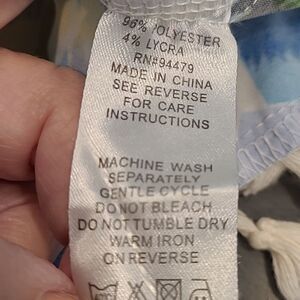 96% POLYESTER
4% LYCRA
RN#94479
MADE IN CHINA
SEE REVERSE
FOR CARE
INSTRUCTIONS
MACHINE WASH
SEPARATELY
GENTLE CYCLE
DO NOT BLEACH
DO NOT TUMBLE DRY
WARM IRON
ON REVERSE